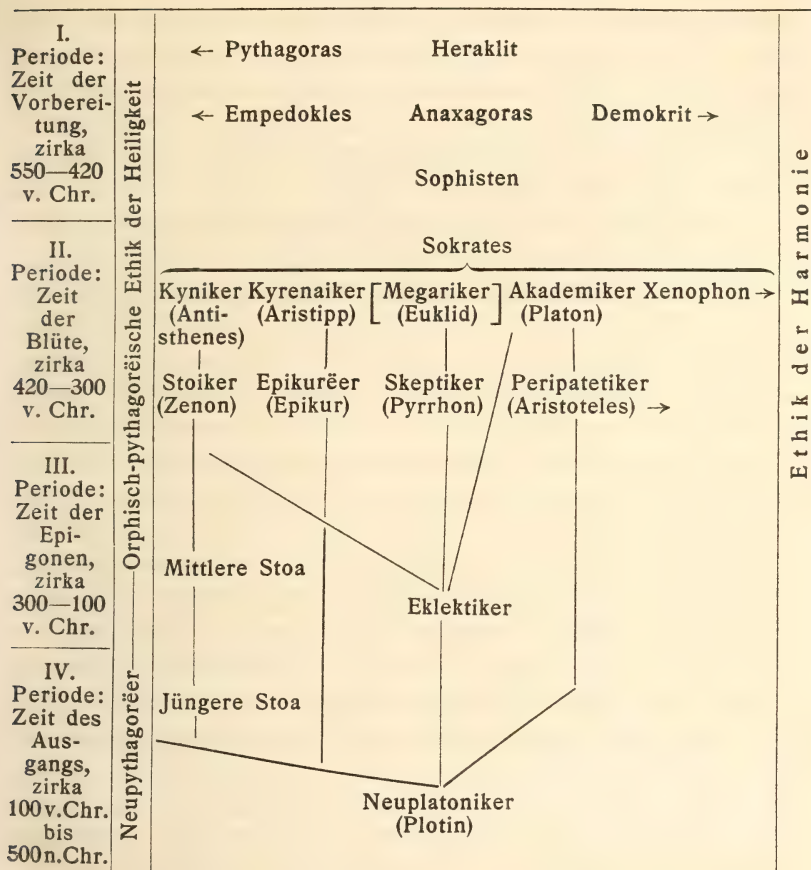 I.
Periode:
Zeit der
Vorberei-
tung,
zirka
550—420
v. Chr.
II.
Periode:
Zeit
der
Blüte,
zirka
420—300
v. Chr.
III.
Periode:
Zeit der
Epi-
gonen,
zirka
300—100
v. Chr.
IV.
Periode:
Zeit des
Aus-
gangs,
zirka
100 v. Chr.
bis
500 n. Chr.
Neupythagorëer——Orphisch-pythagorëische Ethik der Heiligkeit
← Pythagoras Heraklit
← Empedokles Anaxagoras Demokrit →
Sophisten
Sokrates
Kyniker Kyrenaiker [Megariker] Akademiker Xenophon →
(Anti- (Aristipp) [(Euklid)] (Platon)
sthenes)
Stoiker Epikurëer Skeptiker Peripatetiker
(Zenon) (Epikur) (Pyrrhon) (Aristoteles) →
Mittlere Stoa
Eklektiker
Jüngere Stoa
Neuplatoniker
(Plotin)
Ethik der Harmonie